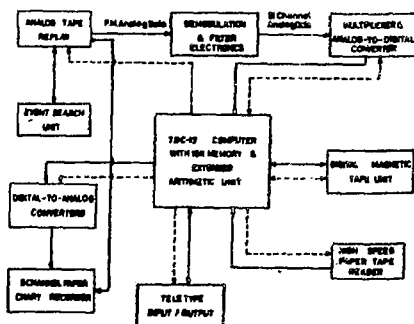 ANALOG TAPE
REPLAY
F.M. Analog Data
DEMODULATION
& FILTER
ELECTRONICS
Channel
Analog Data
MULTIPLEXER &
ANALOG-TO-DIGITAL
CONVERTER
EVENT SEARCH
UNIT
COMPUTER
WITH MEMORY &
EXTENDED
ARITHMETIC UNIT
DIGITAL-TO-ANALOG
CONVERTERS
DIGITAL MAGNETIC
TAPE UNIT
HIGH SPEED
PAPER TAPE
READER
CHANNEL PAPER
CHART RECORDER
TELETYPE
INPUT / OUTPUT